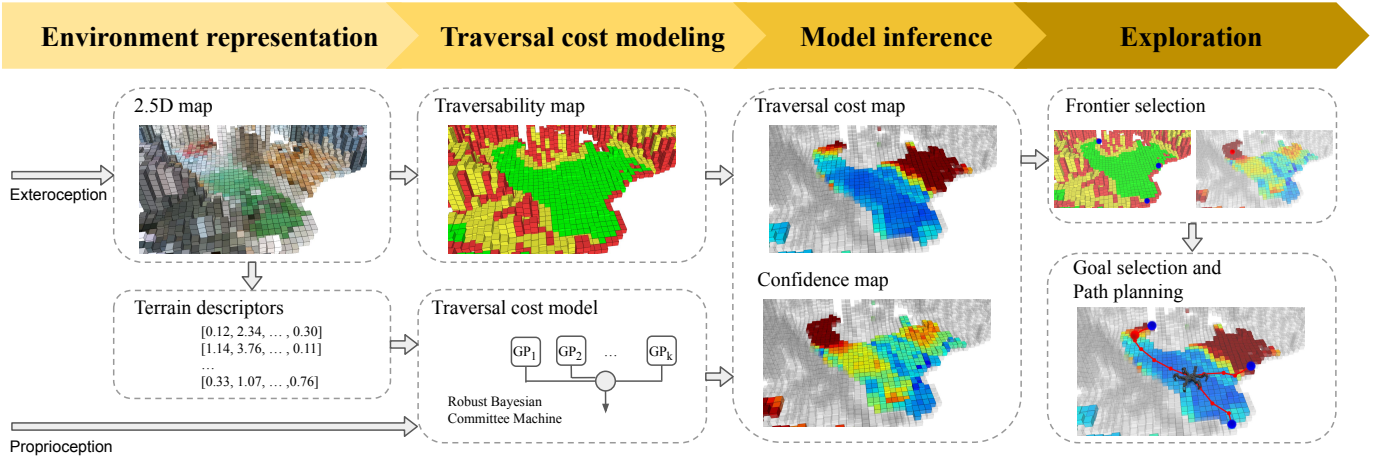 Environment representation
Traversal cost modeling
Model inference
Exploration
2.5D map
Traversability map
Traversal cost map
Frontier selection
Exteroception
Terrain descriptors
[0.12, 2.34, … , 0.30]
[1.14, 3.76, … , 0.11]
…
[0.33, 1.07, … ,0.76]
Traversal cost model
GP1
GP2
…
GPk
Robust Bayesian
Committee Machine
Confidence map
Goal selection and
Path planning
Proprioception